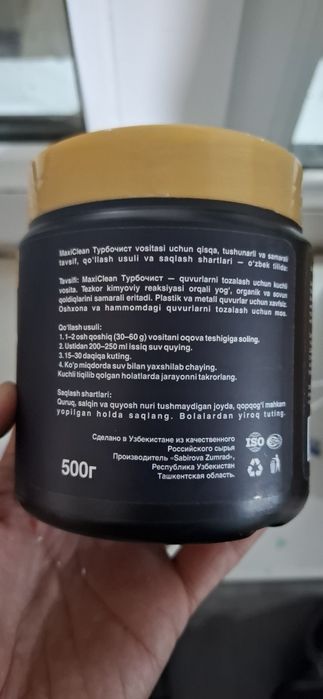 MaxiClean Турбочист vositasi uchun qisqa, tushunarli va samarali
tavsif, qo'llash usuli va saqlash shartlari — o'zbek tilida:
Tavsifi: MaxiClean Турбочист — quvurlarni tozalash uchun kuchli
vosita. Tezkor kimyoviy reaksiyasi orqali yog', organik va sovun
qoldiqlarini samarali eritadi. Plastik va metall quvurlar uchun xavfsiz.
Oshxona va hammomdagi quvurlarni tozalash uchun mos.
Qo'llash usuli:
1. 1–2 osh qoshiq (30–60 g) vositani oqova teshigiga soling.
2. Ustidan 200–250 ml issiq suv quying.
3. 15–30 daqiqa kuting.
4. Ko'p miqdorda suv bilan yaxshilab chayqating.
Kuchli tiqilib qolgan holatlarda jarayonni takrorlang.
Saqlash shartlari:
Quruq, salqin va quyosh nuri tushmaydigan joyda, qopqog'i mahkam
yopilgan holda saqlang. Bolalardan yiroq tuting.
Сделано в Узбекистане из качественного
Российского сырья
Производитель «Sabirova Zumrad»,
Республика Узбекистан
Ташкентская область.
500г
ISO